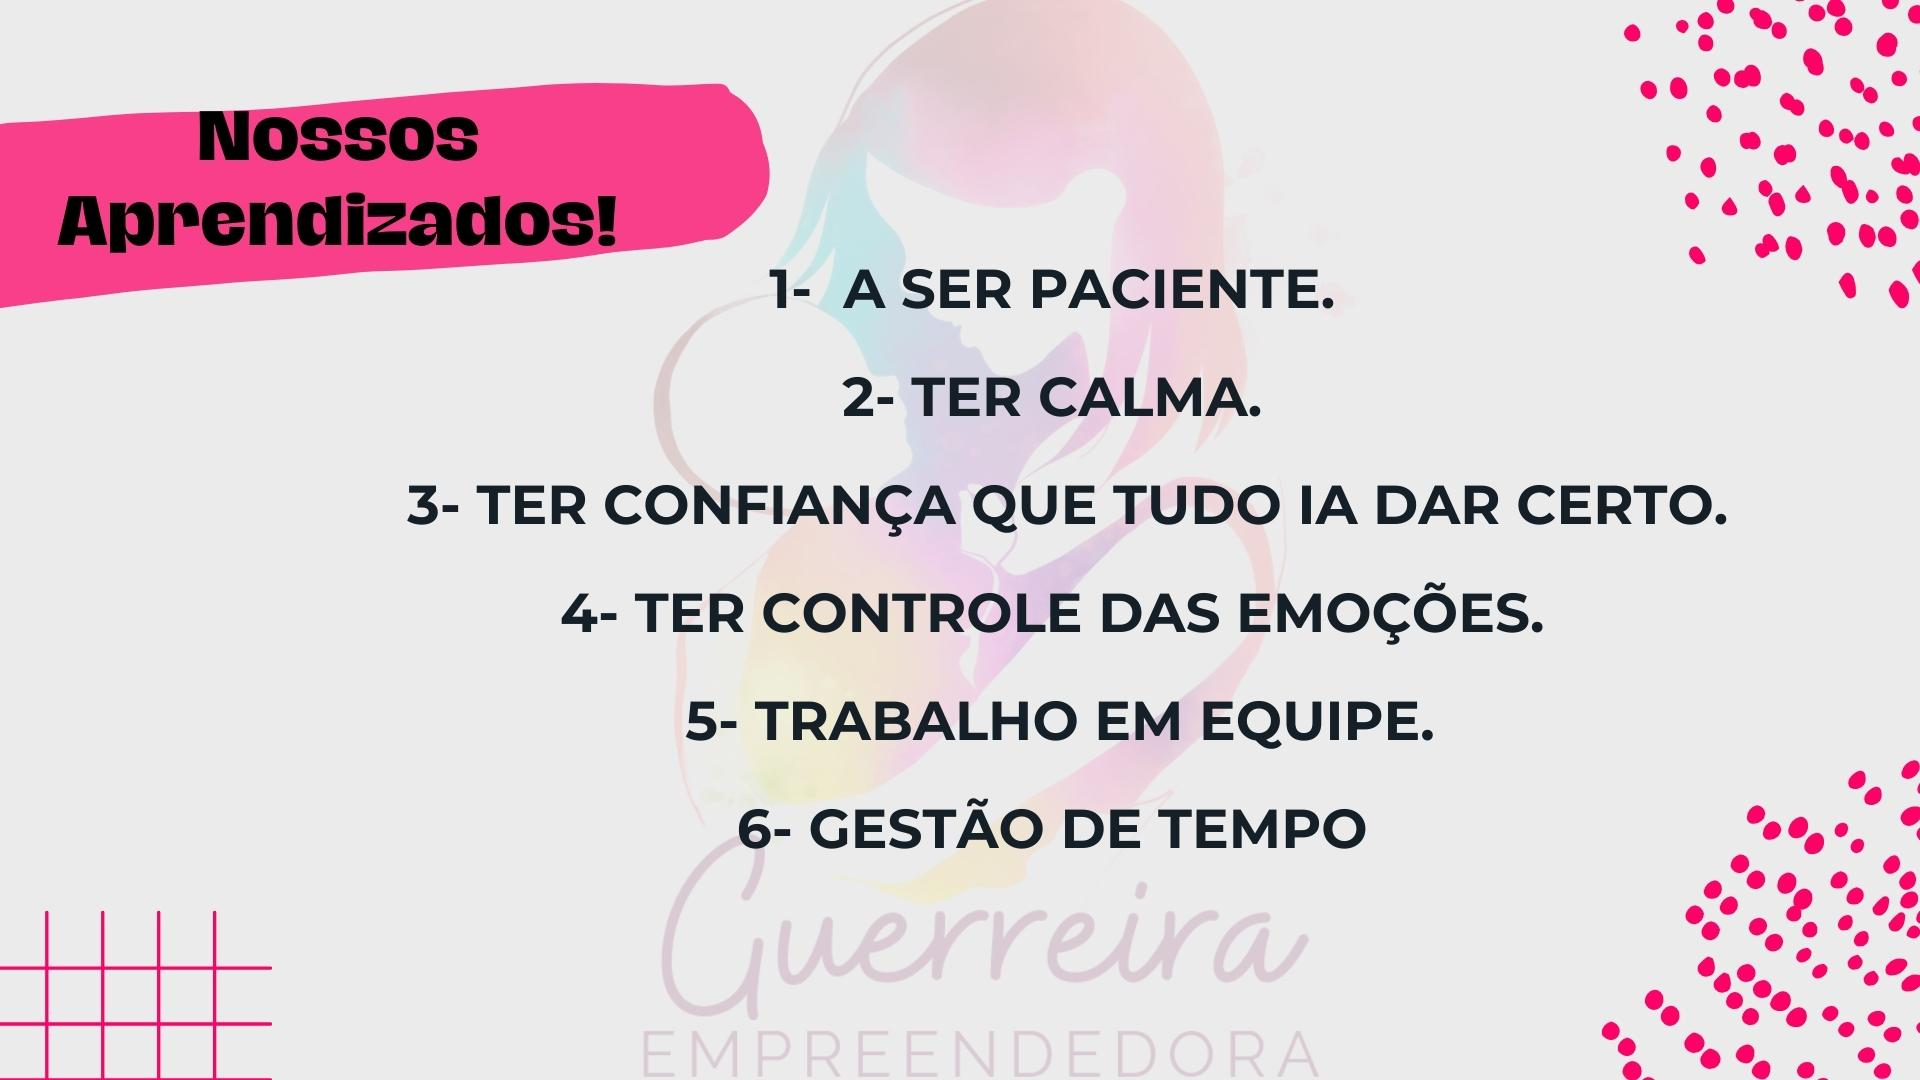 Nossos
Aprendizados!
1-  A SER PACIENTE.
2- TER CALMA.
3- TER CONFIANÇA QUE TUDO IA DAR CERTO.
4- TER CONTROLE DAS EMOÇÕES.
5- TRABALHO EM EQUIPE.
6- GESTÃO DE TEMPO
Guerreira
EMPREENDEDORA